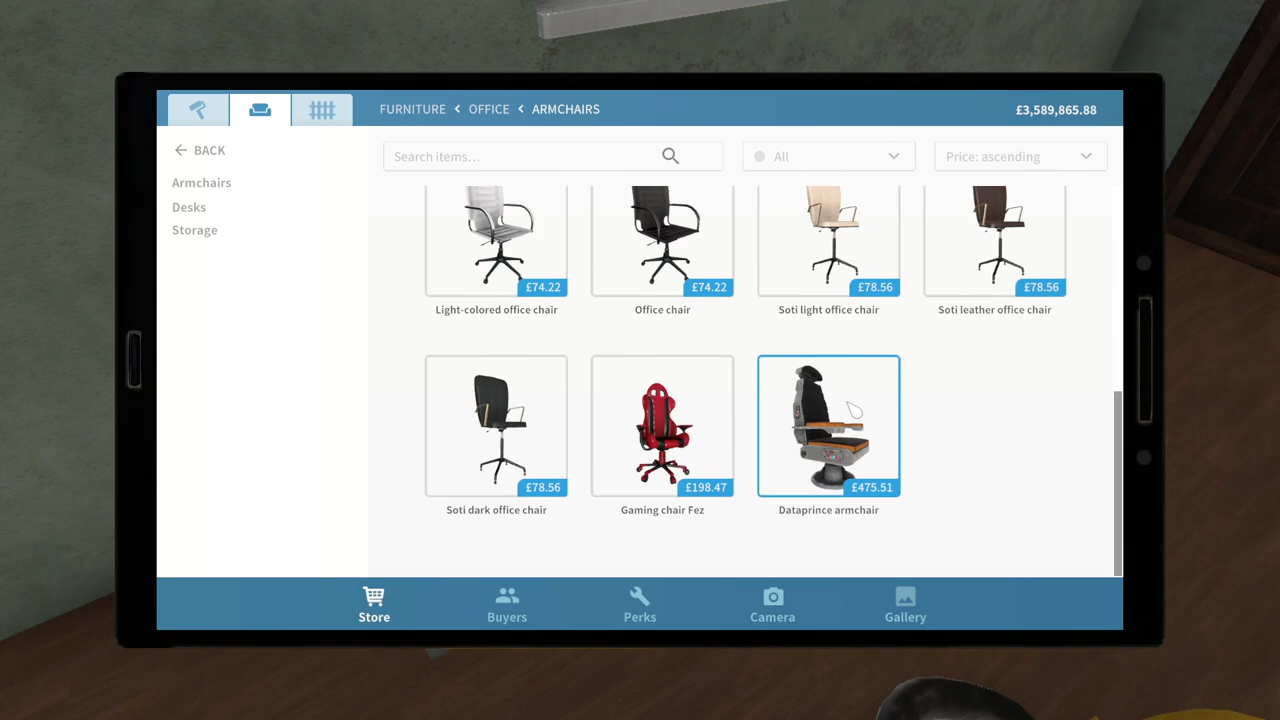 FURNITURE < OFFICE < ARMCHAIRS
£3,589,865.88
BACK
Search items...
All
Price: ascending
Armchairs
Desks
Storage
£74.22
£74.22
£78.56
£78.56
Light-colored office chair
Office chair
Soti light office chair
Soti leather office chair
£78.56
£198.47
£475.51
Soti dark office chair
Gaming chair Fez
Dataprince armchair
Store
Buyers
Perks
Camera
Gallery